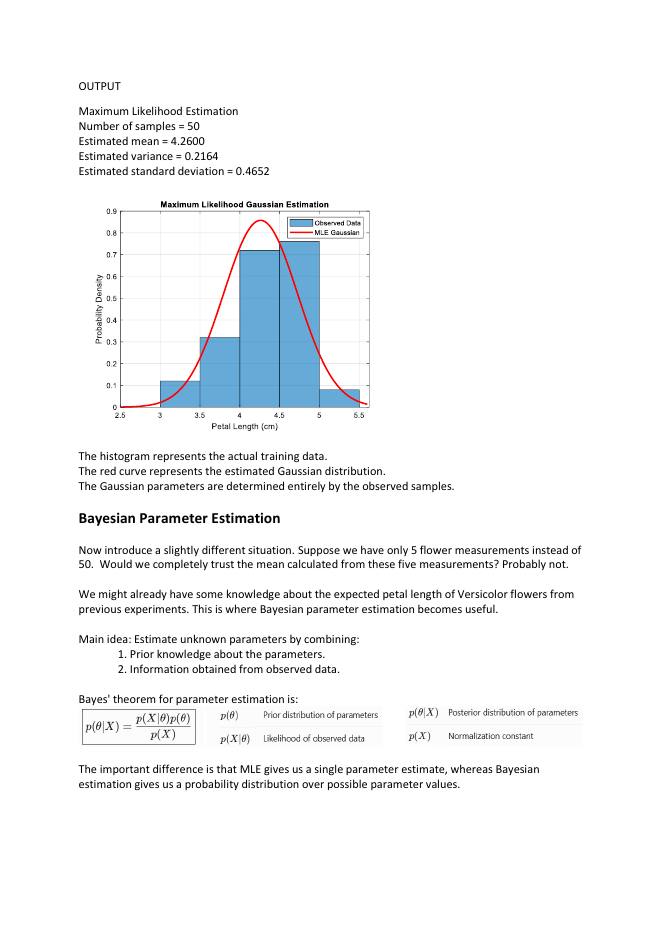 OUTPUT
Maximum Likelihood Estimation
Number of samples = 50
Estimated mean = 4.2600
Estimated variance = 0.2164
Estimated standard deviation = 0.4652
Maximum Likelihood Gaussian Estimation
0.9
0.8
0.7
0.6
0.5
0.4
0.3
0.2
0.1
0
Probability Density
Observed Data
MLE Gaussian
2.5 3 3.5 4 4.5 5 5.5
Petal Length (cm)
The histogram represents the actual training data.
The red curve represents the estimated Gaussian distribution.
The Gaussian parameters are determined entirely by the observed samples.
Bayesian Parameter Estimation
Now introduce a slightly different situation. Suppose we have only 5 flower measurements instead of
50. Would we completely trust the mean calculated from these five measurements? Probably not.
We might already have some knowledge about the expected petal length of Versicolor flowers from
previous experiments. This is where Bayesian parameter estimation becomes useful.
Main idea: Estimate unknown parameters by combining:
1. Prior knowledge about the parameters.
2. Information obtained from observed data.
Bayes' theorem for parameter estimation is:
p(θ|X) = p(X|θ)p(θ) / p(X)
p(θ) Prior distribution of parameters
p(X|θ) Likelihood of observed data
p(θ|X) Posterior distribution of parameters
p(X) Normalization constant
The important difference is that MLE gives us a single parameter estimate, whereas Bayesian
estimation gives us a probability distribution over possible parameter values.